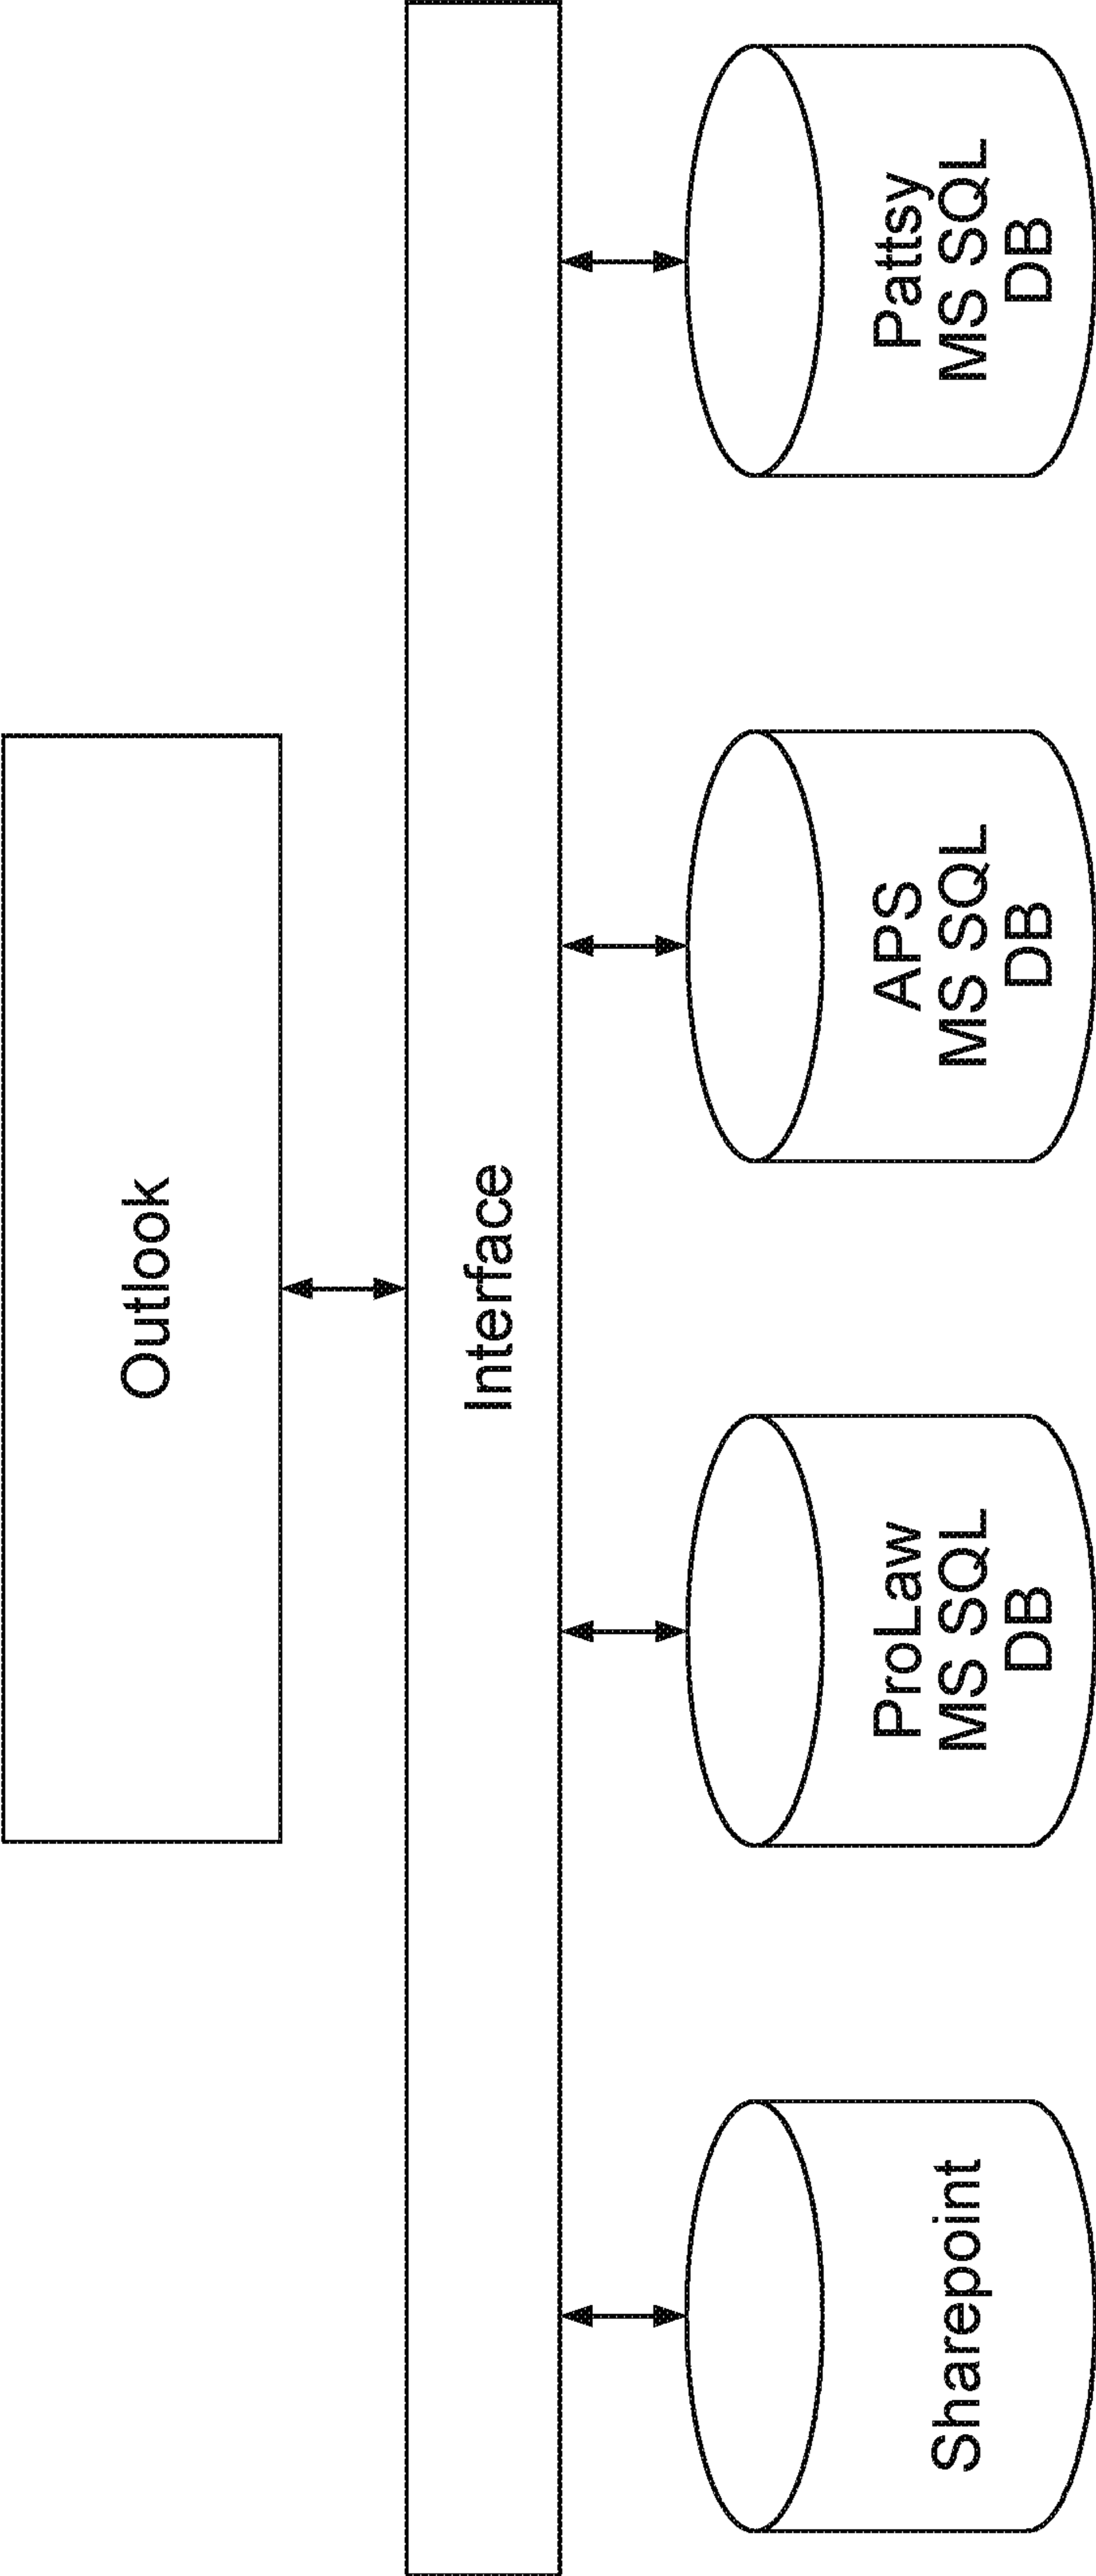 Outlook
Interface
Sharepoint
ProLaw
MS SQL
DB
APS
MS SQL
DB
Pattsy
MS SQL
DB